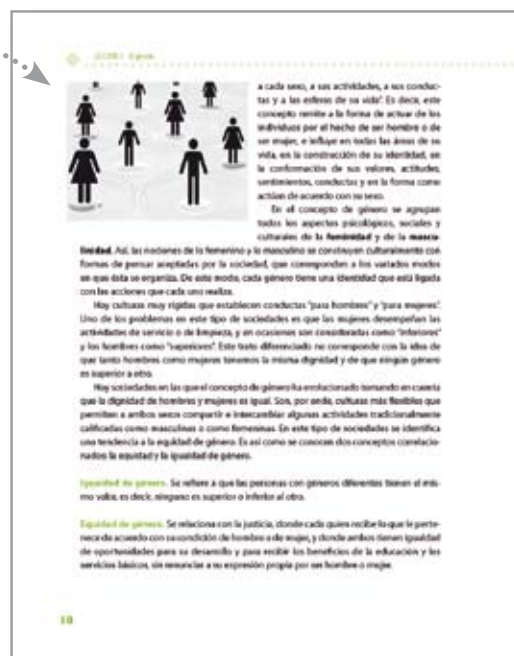 a cada sexo, a sus actividades, a sus conduc-
tas y a las esferas de su vida". Es decir, este
concepto remite a la forma de actuar de los
individuos por el hecho de ser hombre o de
ser mujer, e influye en todas las áreas de su
vida, en la construcción de su identidad, en
la conformación de sus valores, actitudes,
sentimientos, conductas y en la forma como
actúan de acuerdo con su sexo.
En el concepto de género se agrupan
todos los aspectos psicológicos, sociales y
culturales de la feminidad y de la mascu-
linidad. Así, las nociones de lo femenino y lo masculino se construyen culturalmente con
formas de pensar aceptadas por la sociedad, que corresponden a los variados modos
en que ésta se organiza. De este modo, cada género tiene una identidad que está ligada
con las acciones que cada uno realiza.
Hay culturas muy rígidas que establecen conductas "para hombres" y "para mujeres".
Uno de los problemas en este tipo de sociedades es que las mujeres desempeñan las
actividades de servicio o de limpieza, y en ocasiones son consideradas como "inferiores"
y los hombres como "superiores". Este trato diferenciado no corresponde con la idea de
que tanto hombres como mujeres tenemos la misma dignidad y de que ningún género
es superior a otro.
Hay sociedades en las que el concepto de género ha evolucionado tomando en cuenta
que la dignidad de hombres y mujeres es igual. Son, por ende, culturas más flexibles que
permiten a ambos sexos compartir e intercambiar algunas actividades tradicionalmente
calificadas como masculinas o como femeninas. En este tipo de sociedades se identifica
una tendencia a la equidad de género. Es así como se conocen dos conceptos correlacio-
nados: la equidad y la igualdad de género.
Igualdad de género. Se refiere a que las personas con géneros diferentes tienen el mis-
mo valor, es decir, ninguno es superior o inferior al otro.
Equidad de género. Se relaciona con la justicia, donde cada quien recibe lo que le perte-
nece de acuerdo con su condición de hombre o de mujer, y donde ambos tienen igualdad
de oportunidades para su desarrollo y para recibir los beneficios de la educación y los
servicios básicos, sin renunciar a su expresión propia por ser hombre o mujer.
10